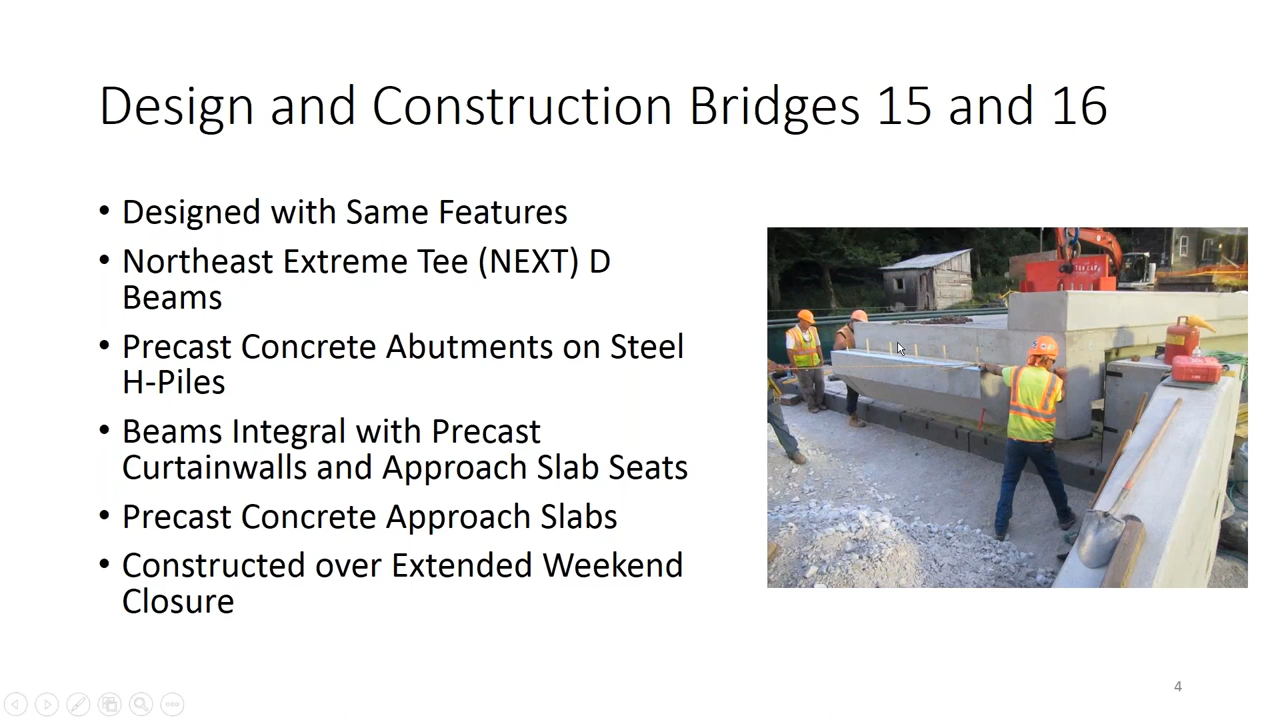 Design and Construction Bridges 15 and 16
• Designed with Same Features
• Northeast Extreme Tee (NEXT) D
Beams
• Precast Concrete Abutments on Steel
H-Piles
• Beams Integral with Precast
Curtainwalls and Approach Slab Seats
• Precast Concrete Approach Slabs
• Constructed over Extended Weekend
Closure
4